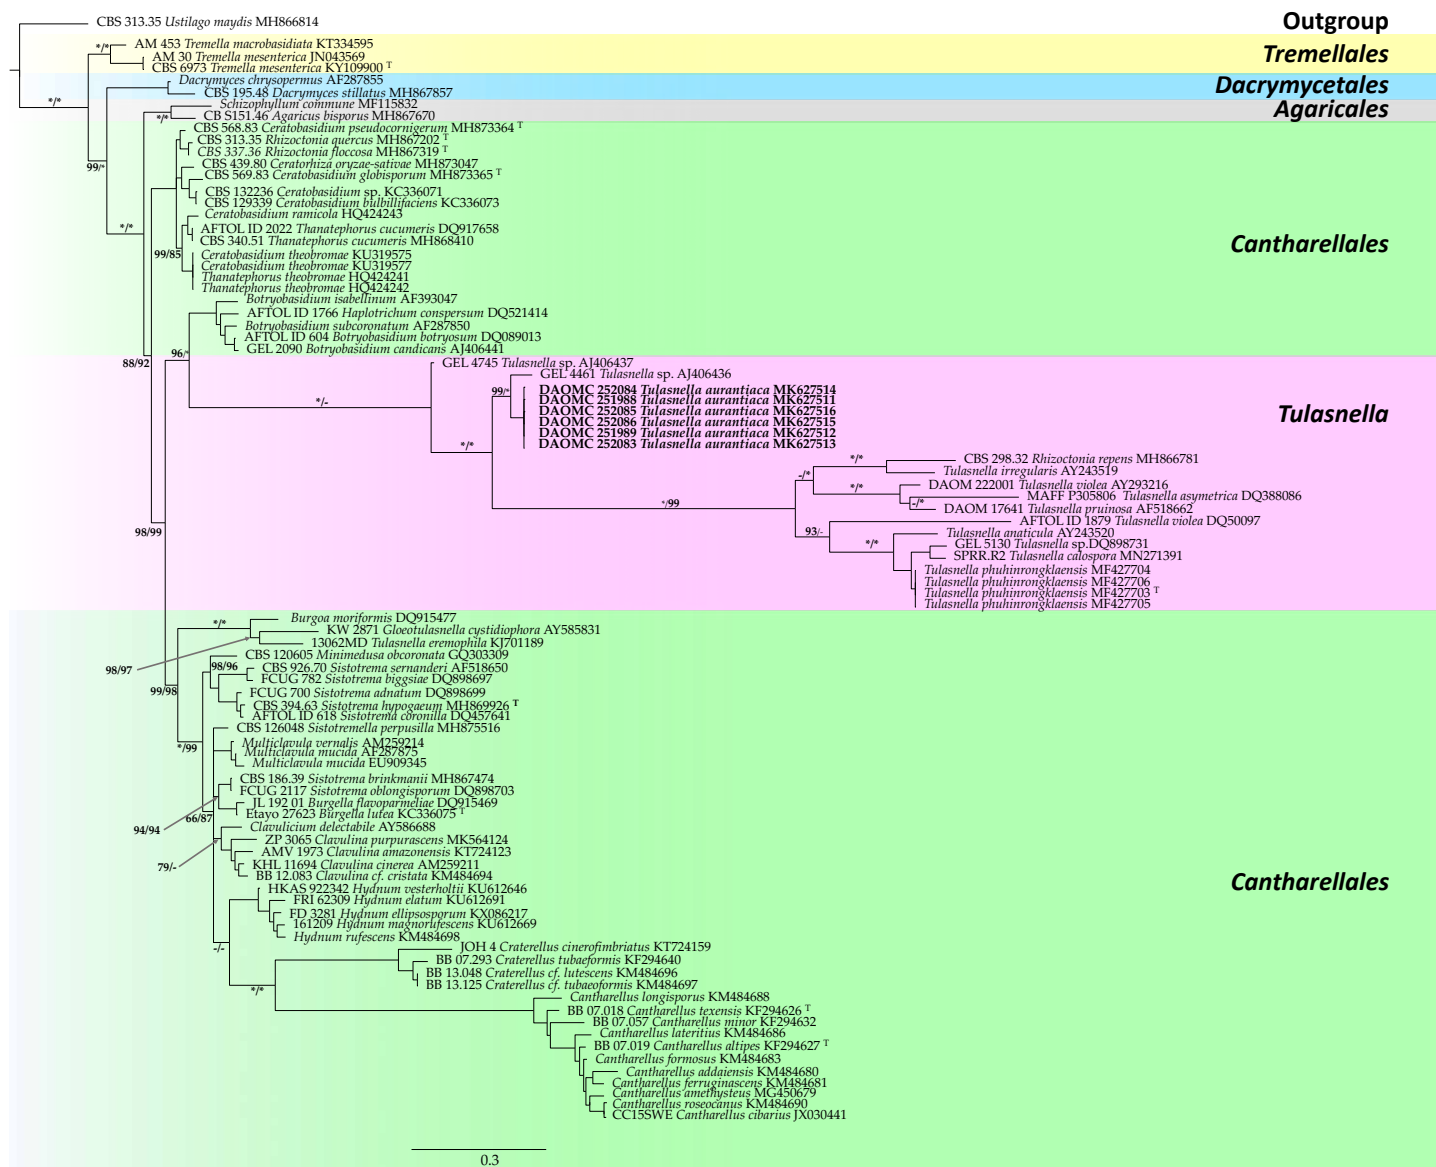 CBS 313.35 Ustilago maydis MH866814
Outgroup
AM 453 Tremella macrobasidiata KT334595
*/*
AM 30 Tremella mesenterica JN043569
CBS 6973 Tremella mesenterica KY109900 T
Tremellales
Dacrymyces chrysopermus AF287855
CBS 195.48 Dacrymyces stillatus MH867857
Dacrymycetales
*/*
Schizophyllum commune MF115832
CB S151.46 Agaricus bisporus MH867670
*/*
Agaricales
CBS 568.83 Ceratobasidium pseudocornigerum MH873364 T
CBS 313.35 Rhizoctonia quercus MH867202 T
CBS 337.36 Rhizoctonia floccosa MH867319 T
CBS 439.80 Ceratorhiza oryzae-sativae MH873047
99/*
CBS 569.83 Ceratobasidium globisporum MH873365 T
CBS 132236 Ceratobasidium sp. KC336071
CBS 129339 Ceratobasidium bulbillifaciens KC336073
Ceratobasidium ramicola HQ424243
*/*
AFTOL ID 2022 Thanatephorus cucumeris DQ917658
CBS 340.51 Thanatephorus cucumeris MH868410
Cantharellales
99/85
Ceratobasidium theobromae KU319575
Ceratobasidium theobromae KU319577
Thanatephorus theobromae HQ424241
Thanatephorus theobromae HQ424242
Botryobasidium isabellinum AF393047
AFTOL ID 1766 Haplotrichum conspersum DQ521414
Botryobasidium subcoronatum AF287850
AFTOL ID 604 Botryobasidium botryosum DQ089013
GEL 2090 Botryobasidium candicans AJ406441
96/*
88/92
GEL 4745 Tulasnella sp. AJ406437
GEL 4461 Tulasnella sp. AJ406436
99/*
DAOMC 252084 Tulasnella aurantiaca MK627514
DAOMC 251988 Tulasnella aurantiaca MK627511
*/-
DAOMC 252085 Tulasnella aurantiaca MK627516
DAOMC 252086 Tulasnella aurantiaca MK627515
DAOMC 251989 Tulasnella aurantiaca MK627512
DAOMC 252083 Tulasnella aurantiaca MK627513
Tulasnella
*/*
*/*
CBS 298.32 Rhizoctonia repens MH866781
Tulasnella irregularis AY243519
-/*
*/*
DAOM 222001 Tulasnella violea AY293216
MAFF P305806 Tulasnella asymetrica DQ388086
-/*
DAOM 17641 Tulasnella pruinosa AF518662
*/99
AFTOL ID 1879 Tulasnella violea DQ50097
98/99
93/-
Tulasnella anaticula AY243520
*/*
GEL 5130 Tulasnella sp.DQ898731
SPRR.R2 Tulasnella calospora MN271391
Tulasnella phuhinrongklaensis MF427704
Tulasnella phuhinrongklaensis MF427706
Tulasnella phuhinrongklaensis MF427703 T
Tulasnella phuhinrongklaensis MF427705
*/*
Burgoa moriformis DQ915477
KW 2871 Gloeotulasnella cystidiophora AY585831
13062MD Tulasnella eremophila KJ701189
98/97
CBS 120605 Minimedusa obcoronata GQ303309
98/96
CBS 926.70 Sistotrema sernanderi AF518650
FCUG 782 Sistotrema biggsiae DQ898697
99/98
FCUG 700 Sistotrema adnatum DQ898699
CBS 394.63 Sistotrema hypogaeum MH869926 T
AFTOL ID 618 Sistotrema coronilla DQ457641
CBS 126048 Sistotremella perpusilla MH875516
*/99
Multiclavula vernalis AM259214
Multiclavula mucida AF287875
Multiclavula mucida EU909345
CBS 186.39 Sistotrema brinkmanii MH867474
FCUG 2117 Sistotrema oblongisporum DQ898703
JL 192 01 Burgella flavoparmeliae DQ915469
Etayo 27623 Burgella lutea KC336075 T
66/87
94/94
Clavulicium delectabile AY586688
ZP 3065 Clavulina purpurascens MK564124
AMV 1973 Clavulina amazonensis KT724123
79/-
KHL 11694 Clavulina cinerea AM259211
BB 12.083 Clavulina cf. cristata KM484694
Cantharellales
HKAS 922342 Hydnum vesterholtii KU612646
FRI 62309 Hydnum elatum KU612691
FD 3281 Hydnum ellipsosporum KX086217
161209 Hydnum magnorufescens KU612669
Hydnum rufescens KM484698
-/-
JOH 4 Craterellus cinerofimbriatus KT724159
BB 07.293 Craterellus tubaeformis KF294640
BB 13.048 Craterellus cf. lutescens KM484696
BB 13.125 Craterellus cf. tubaeoformis KM484697
*/*
Cantharellus longisporus KM484688
BB 07.018 Cantharellus texensis KF294626 T
BB 07.057 Cantharellus minor KF294632
Cantharellus lateritius KM484686
BB 07.019 Cantharellus altipes KF294627 T
Cantharellus formosus KM484683
Cantharellus addaiensis KM484680
Cantharellus ferruginascens KM484681
Cantharellus amethysteus MG450679
Cantharellus roseocanus KM484690
CC15SWE Cantharellus cibarius JX030441
0.3